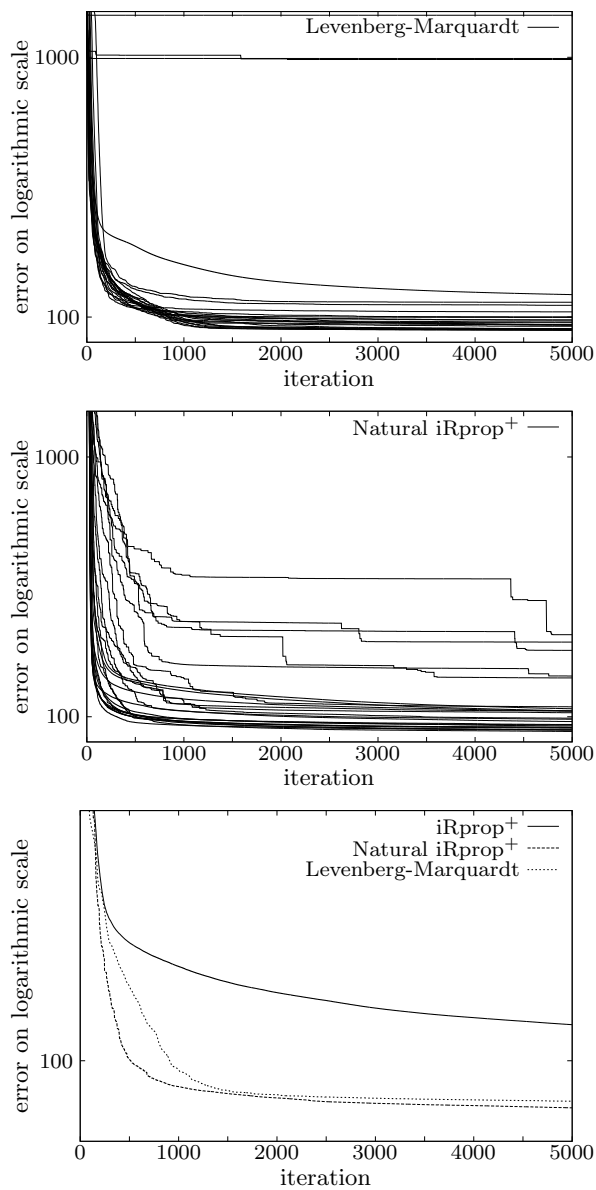 Levenberg-Marquardt
1000
100
error on logarithmic scale
0 1000 2000 3000 4000 5000
iteration
Natural iRprop+
1000
100
error on logarithmic scale
0 1000 2000 3000 4000 5000
iteration
iRprop+
Natural iRprop+
Levenberg-Marquardt
100
error on logarithmic scale
0 1000 2000 3000 4000 5000
iteration